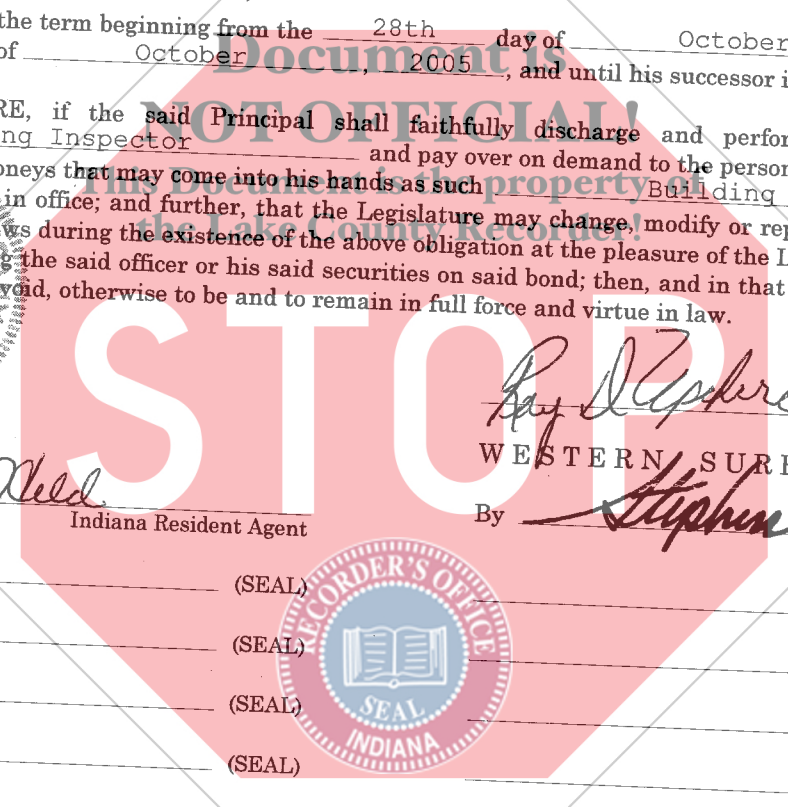 the term beginning from the 28th day of October
of October, 2005, and until his successor i
Document is
RE, if the said Principal shall faithfully discharge and perfor
NOT OFFICIAL!
ng Inspector and pay over on demand to the person
oneys that may come into his hands as such Building
This Document is the property of
in office; and further, that the Legislature may change, modify or rep
the Lake County Recorder!
ws during the existence of the above obligation at the pleasure of the L
g the said officer or his said securities on said bond; then, and in that
void, otherwise to be and to remain in full force and virtue in law.
STOP
Ray D
WESTERN SURE
Held
Indiana Resident Agent
By Stephen
(SEAL)
(SEAL)
(SEAL)
(SEAL)
RECORDER'S OFFICE
SEAL
INDIANA